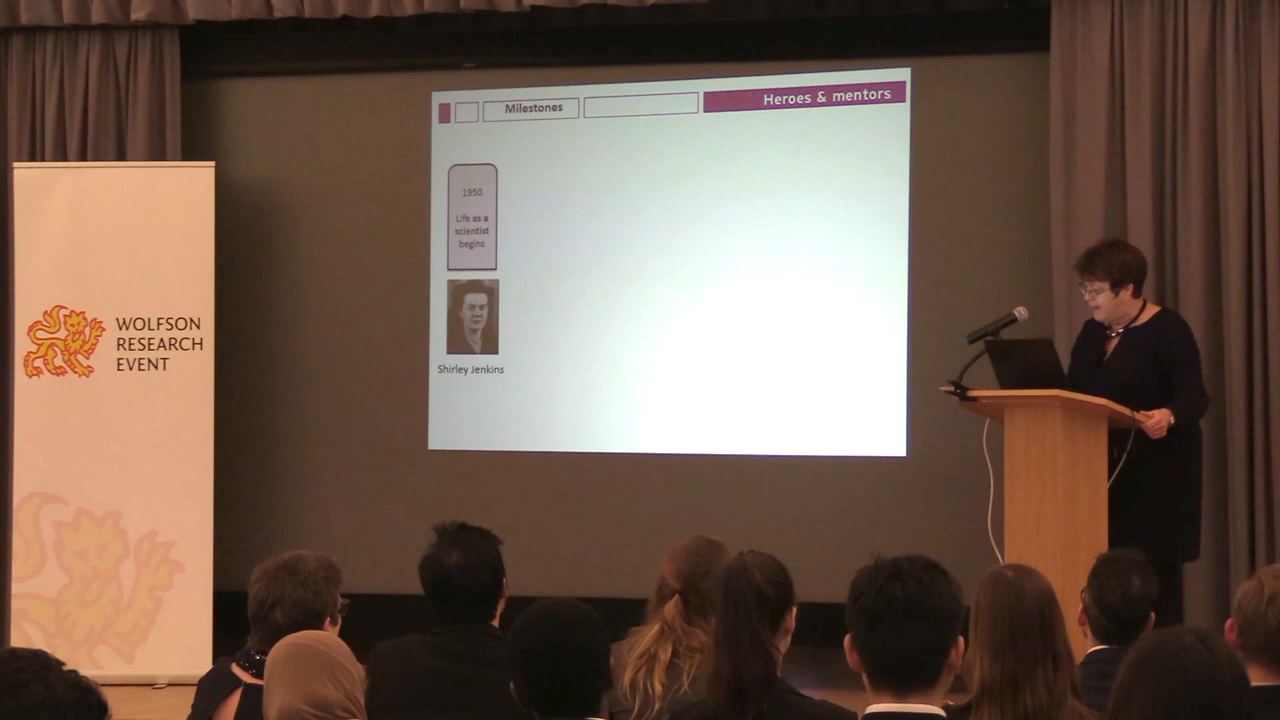 WOLFSON
RESEARCH
EVENT
Milestones
Heroes & mentors
1950
Life as a
scientist
begins
Shirley Jenkins